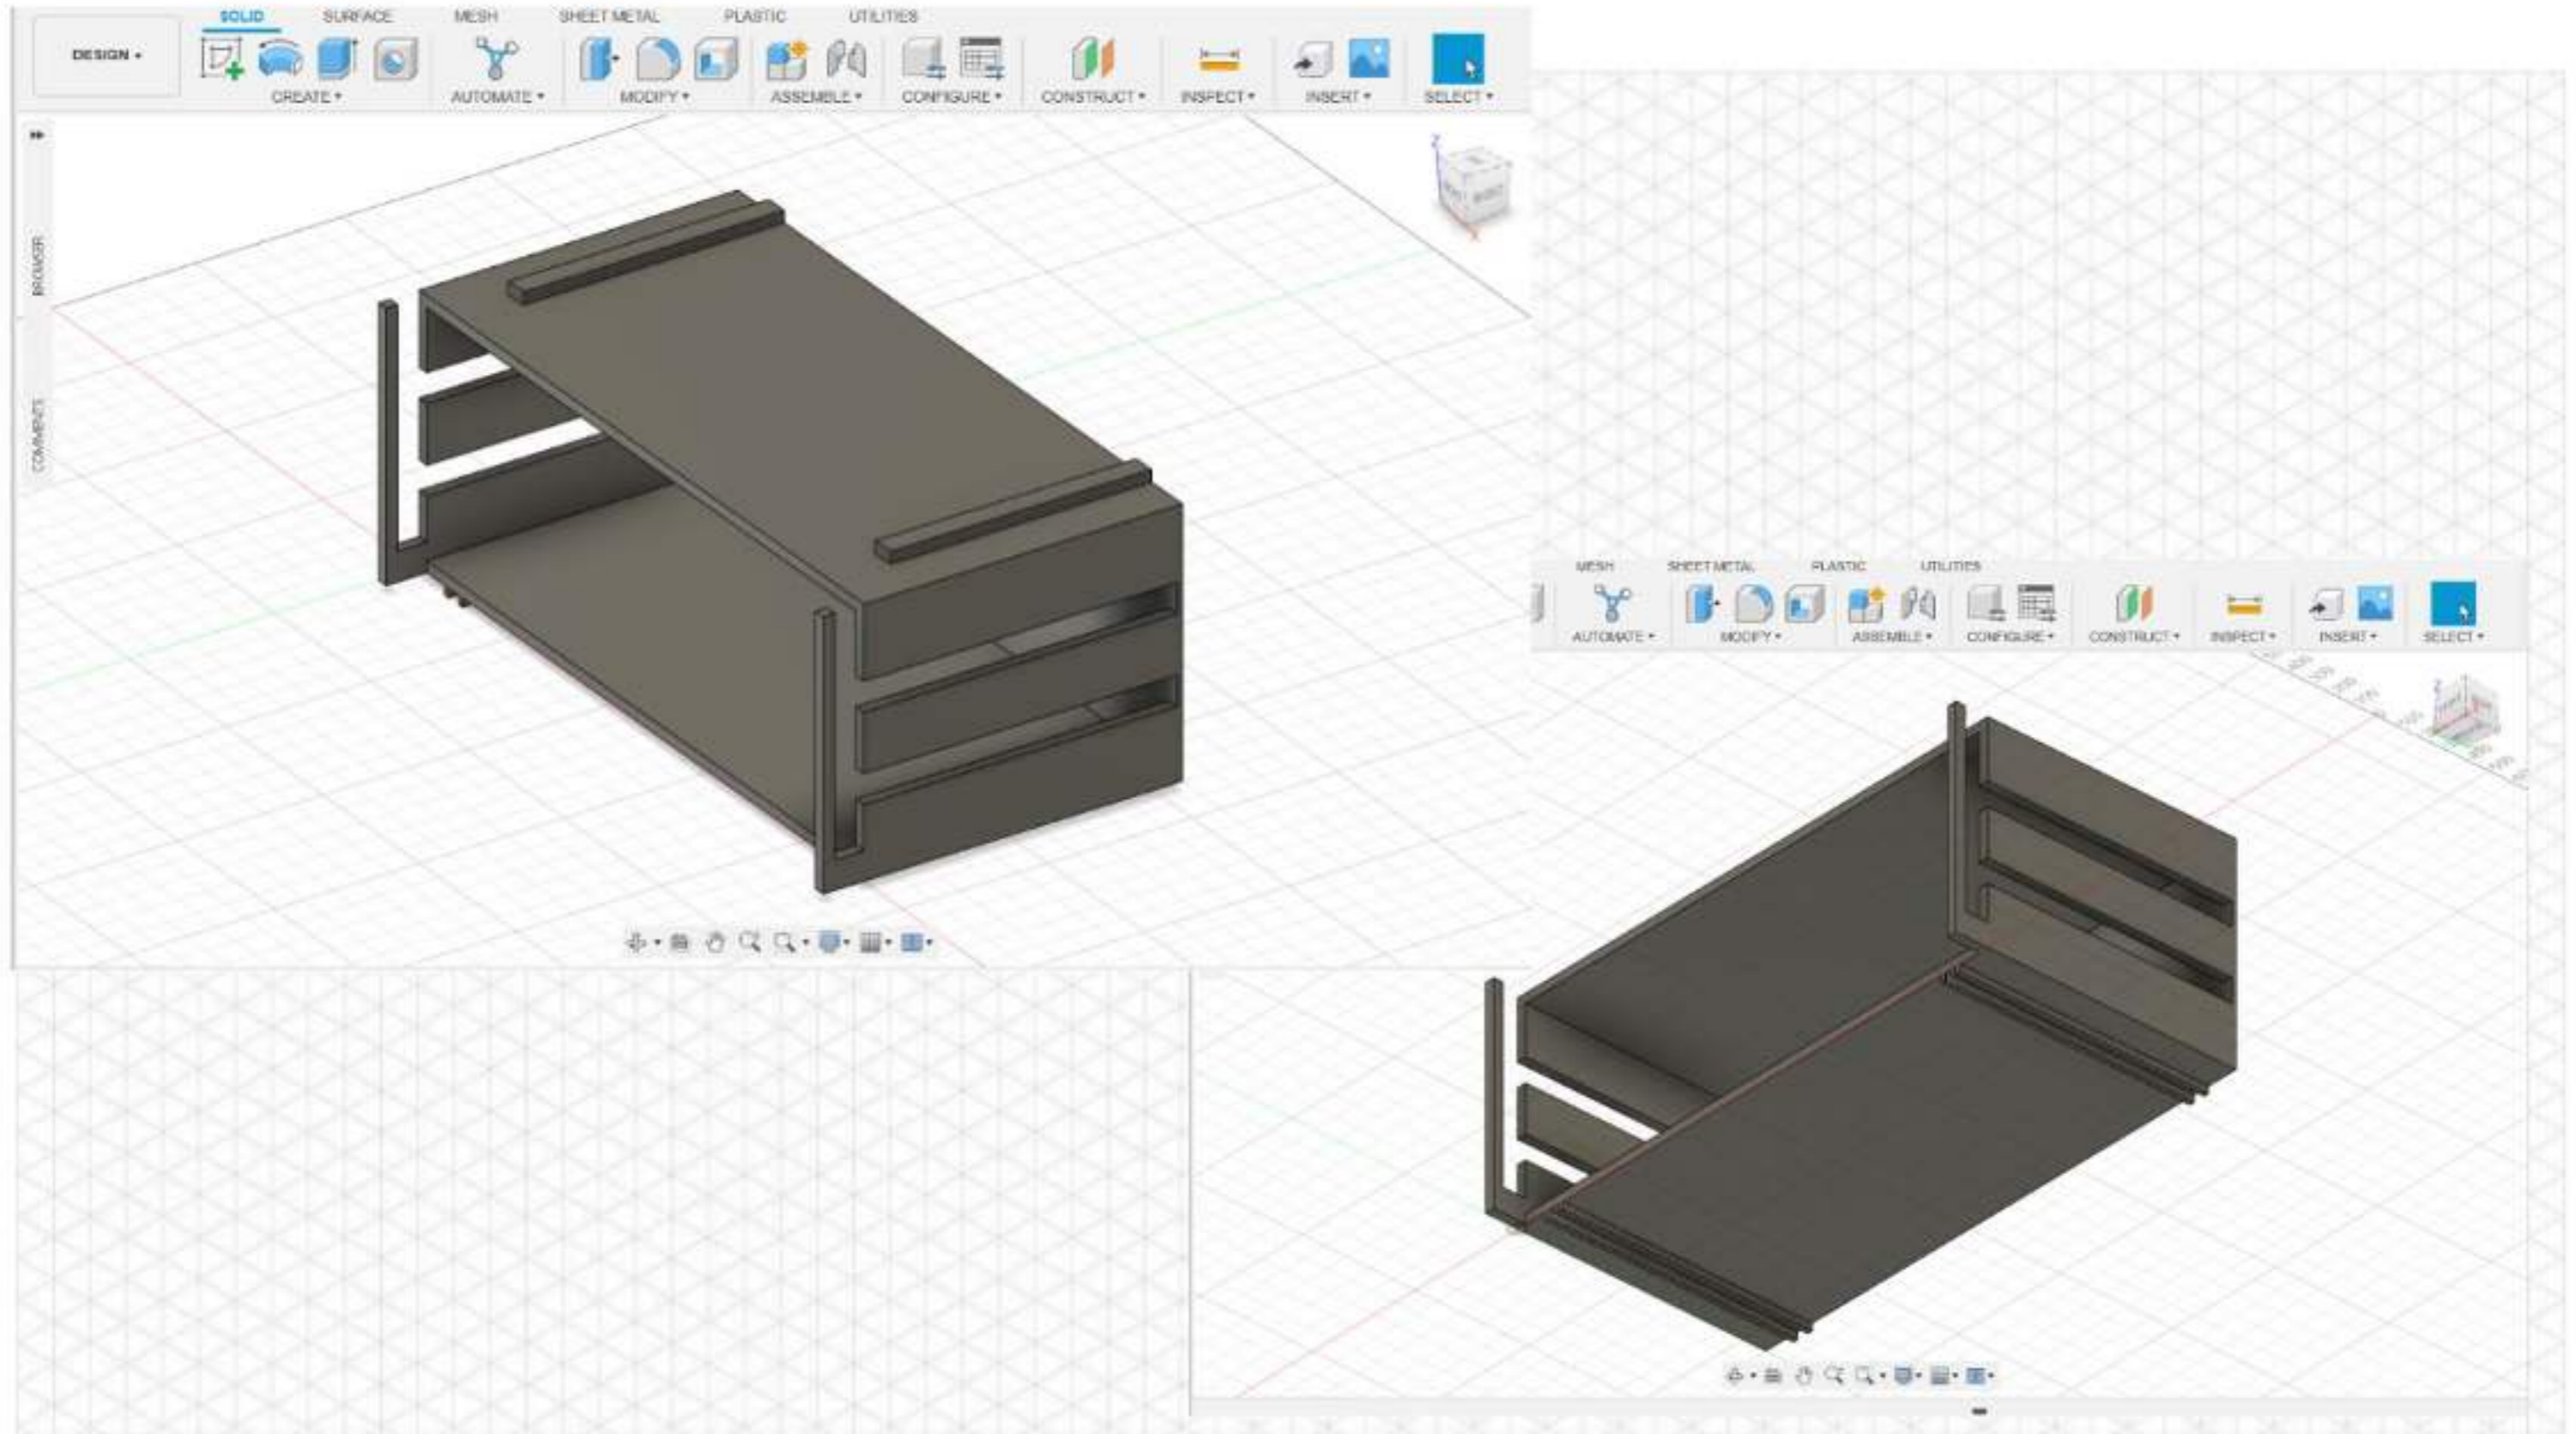 SOLID SURFACE MESH SHEET METAL PLASTIC UTILITIES
DESIGN
CREATE AUTOMATE MODIFY ASSEMBLE CONFIGURE CONSTRUCT INSPECT INSERT SELECT
BROWSER
COMMENTS
Z
X
MESH SHEET METAL PLASTIC UTILITIES
AUTOMATE MODIFY ASSEMBLE CONFIGURE CONSTRUCT INSPECT INSERT SELECT
Z